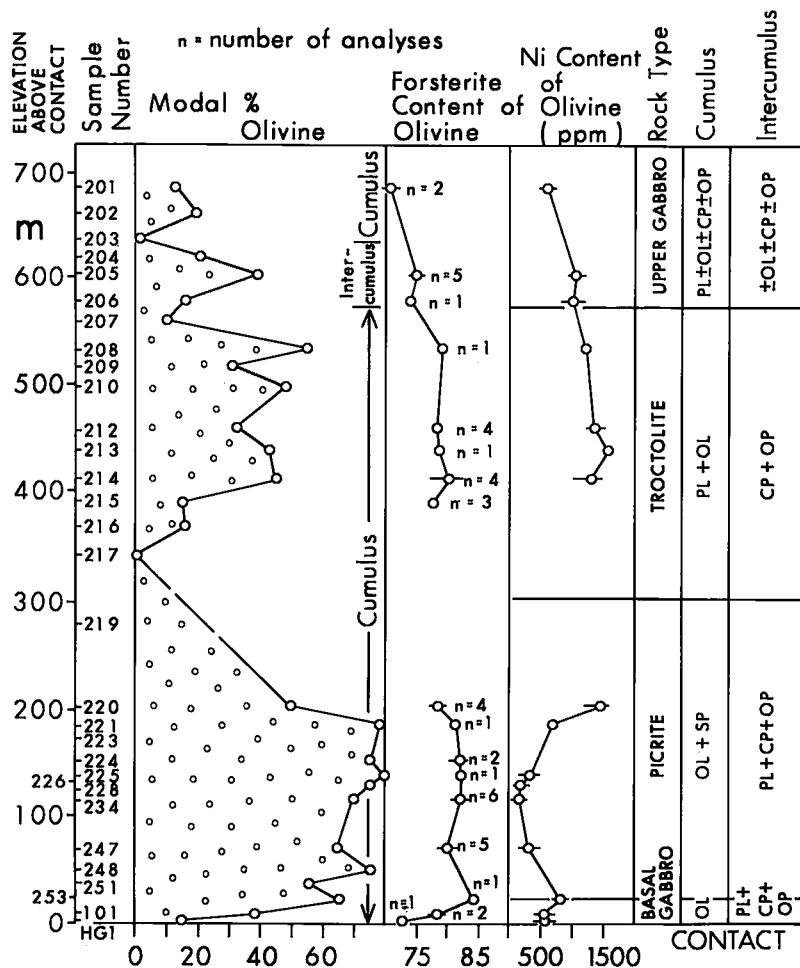 n = number of analyses
ELEVATION ABOVE CONTACT
Sample Number
Modal % Olivine
Forsterite Content of Olivine
Ni Content of Olivine (ppm)
Rock Type
Cumulus
Intercumulus
700
m
600
500
400
300
200
100
0
201
202
203
204
205
206
207
208
209
210
212
213
214
215
216
217
219
220
221
223
224
225
226
228
234
247
248
251
253
101
HG1
Cumulus
Inter-cumulus
Cumulus
n=2
n=5
n=1
n=1
n=4
n=1
n=4
n=3
n=4
n=1
n=2
n=1
n=6
n=5
n=1
n=1
n=2
UPPER GABBRO
PL±OL±CP±OP
±OL±CP±OP
TROCTOLITE
PL+OL
CP+OP
PICRITE
OL+SP
PL+CP+OP
BASAL GABBRO
OL
PL+CP+OP
CONTACT
0 20 40 60
75 85
500 1500